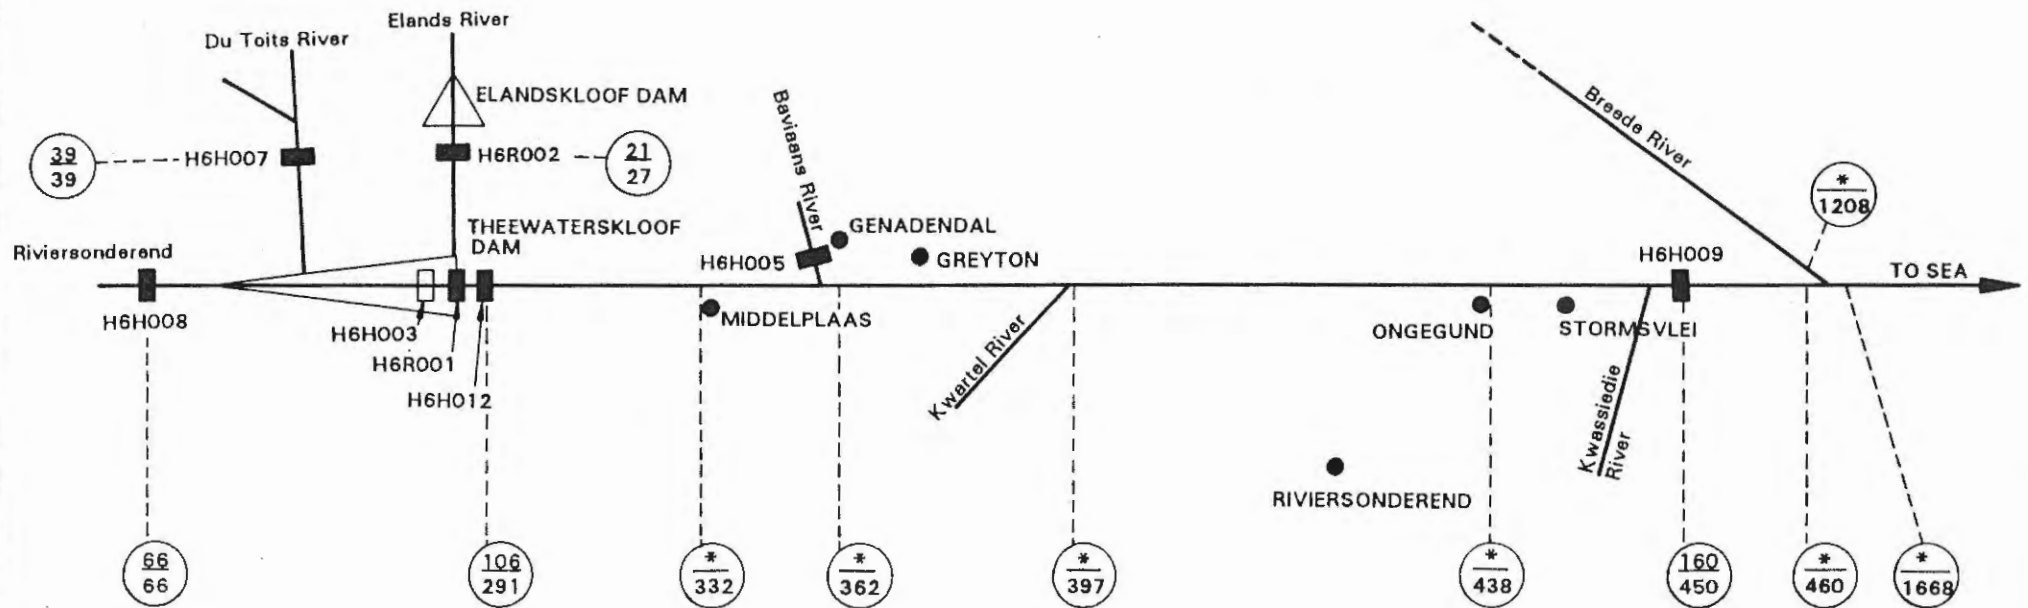 Elands River
Du Toits River
ELANDSKLOOF DAM
Baviaans River
Breede River
39
39
H6H007
H6R002
21
27
*
1208
THEEWATERSKLOOF
DAM
GENADENDAL
Riviersonderend
H6H005
GREYTON
H6H009
TO SEA
H6H008
H6H003
H6R001
H6H012
MIDDELPLAAS
Kwartel River
ONGEGUND
STORMSVLEI
Kwassiedie
River
RIVIERSONDEREND
66
66
106
291
*
332
*
362
*
397
*
438
160
450
*
460
*
1668